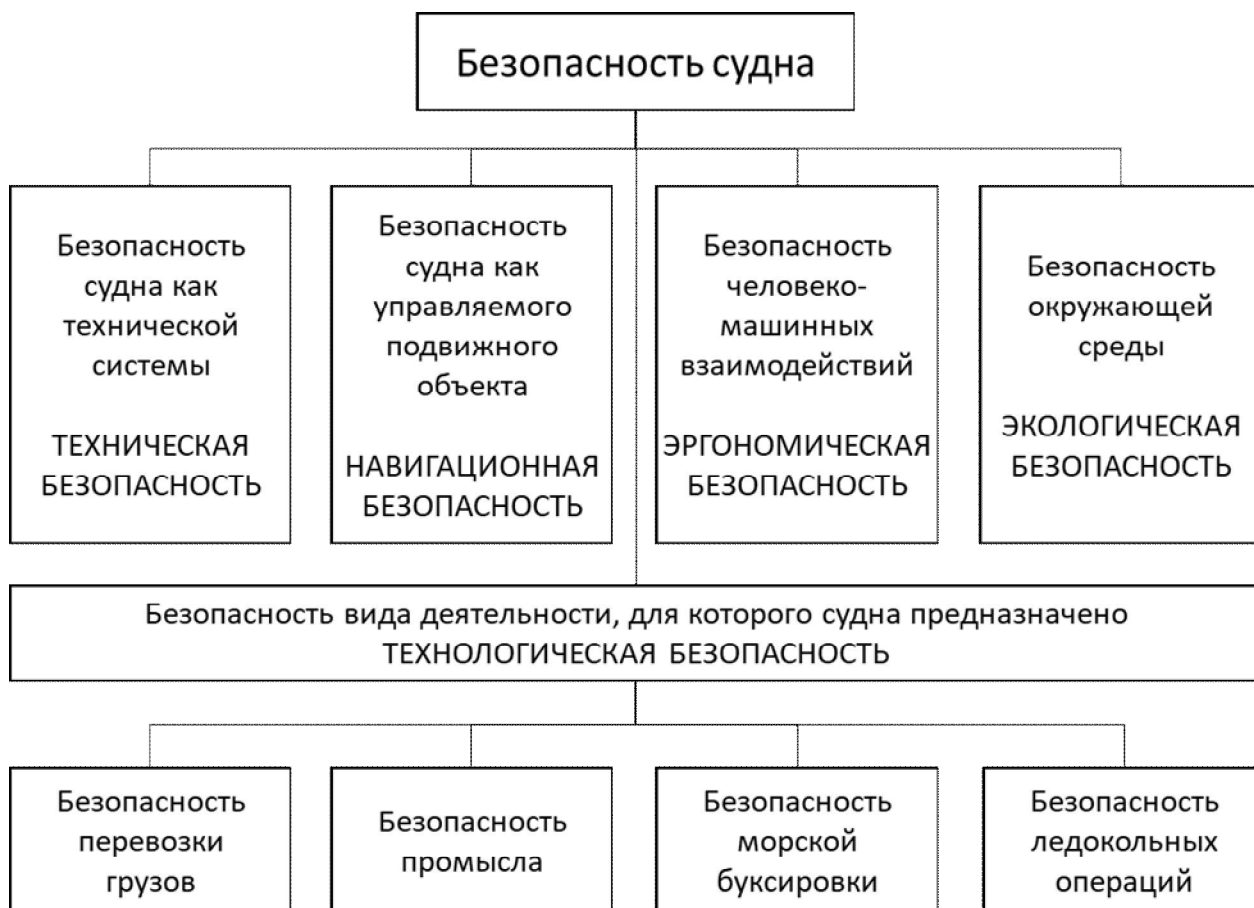 Безопасность судна
Безопасность
судна как
технической
системы
ТЕХНИЧЕСКАЯ
БЕЗОПАСНОСТЬ
Безопасность
судна как
управляемого
подвижного
объекта
НАВИГАЦИОННАЯ
БЕЗОПАСНОСТЬ
Безопасность
человеко-
машинных
взаимодействий
ЭРГОНОМИЧЕСКАЯ
БЕЗОПАСНОСТЬ
Безопасность
окружающей
среды
ЭКОЛОГИЧЕСКАЯ
БЕЗОПАСНОСТЬ
Безопасность вида деятельности, для которого судна предназначено
ТЕХНОЛОГИЧЕСКАЯ БЕЗОПАСНОСТЬ
Безопасность
перевозки
грузов
Безопасность
промысла
Безопасность
морской
буксировки
Безопасность
ледокольных
операций